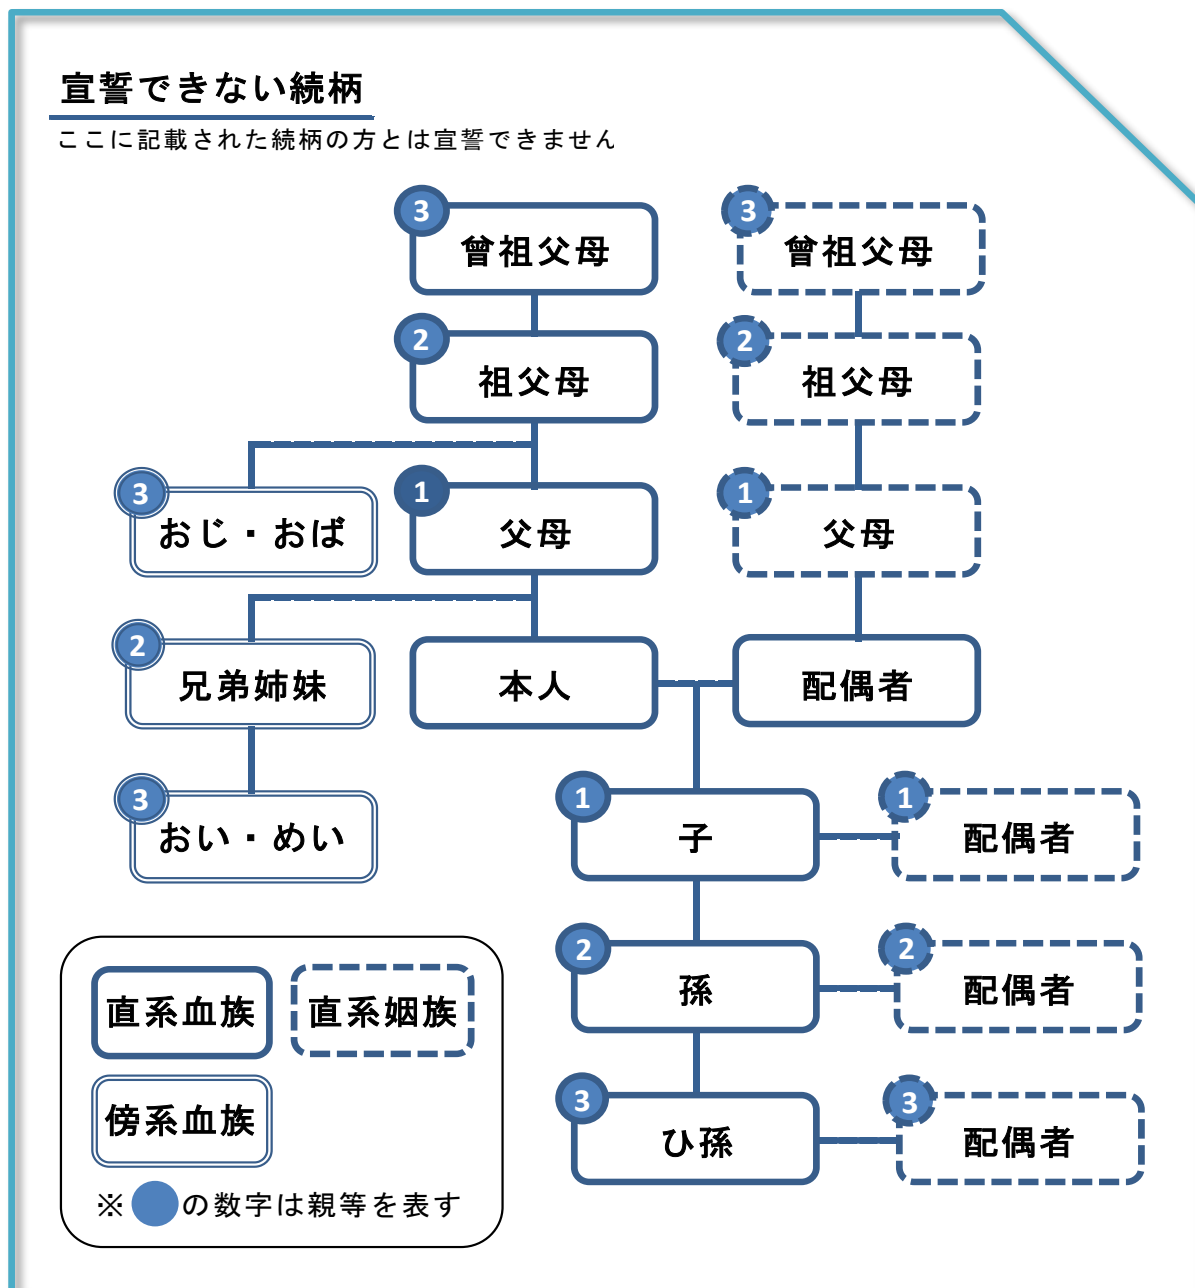 宣誓できない続柄
ここに記載された続柄の方とは宣誓できません
3
曾祖父母
3
曾祖父母
2
祖父母
2
祖父母
3
おじ・おば
1
父母
1
父母
2
兄弟姉妹
本人
配偶者
3
おい・めい
1
子
1
配偶者
2
孫
2
配偶者
3
ひ孫
3
配偶者
直系血族
直系姻族
傍系血族
※ の数字は親等を表す